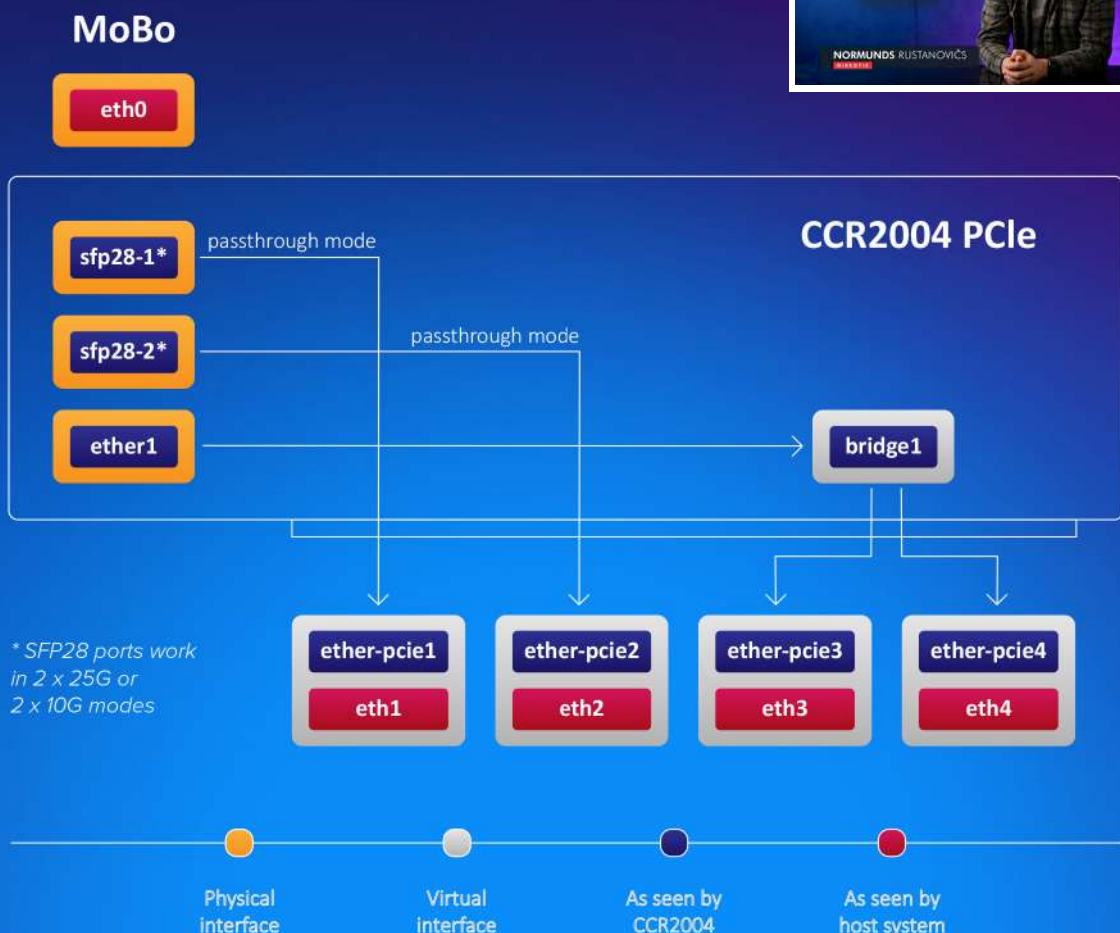 MoBo
NORMUNDS RUSTANOVIČS
MIKROTIK
eth0
CCR2004 PCIe
sfp28-1*
passthrough mode
sfp28-2*
passthrough mode
ether1
bridge1
* SFP28 ports work
in 2 x 25G or
2 x 10G modes
ether-pcie1
ether-pcie2
ether-pcie3
ether-pcie4
eth1
eth2
eth3
eth4
Physical
interface
Virtual
interface
As seen by
CCR2004
As seen by
host system